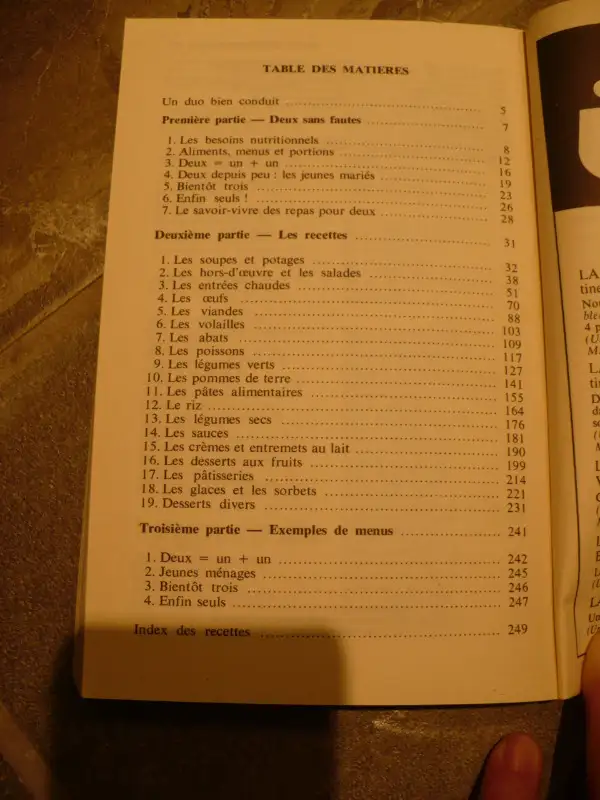 TABLE DES MATIERES
Un duo bien conduit 5
Première partie — Deux sans fautes 7
1. Les besoins nutritionnels 8
2. Aliments, menus et portions 12
3. Deux = un + un 16
4. Deux depuis peu : les jeunes mariés 19
5. Bientôt trois 23
6. Enfin seuls ! 26
7. Le savoir-vivre des repas pour deux 28
Deuxième partie — Les recettes 31
1. Les soupes et potages 32
2. Les hors-d'œuvre et les salades 38
3. Les entrées chaudes 51
4. Les œufs 70
5. Les viandes 88
6. Les volailles 103
7. Les abats 109
8. Les poissons 117
9. Les légumes verts 127
10. Les pommes de terre 141
11. Les pâtes alimentaires 155
12. Le riz 164
13. Les légumes secs 176
14. Les sauces 181
15. Les crèmes et entremets au lait 190
16. Les desserts aux fruits 199
17. Les pâtisseries 214
18. Les glaces et les sorbets 221
19. Desserts divers 231
Troisième partie — Exemples de menus 241
1. Deux = un + un 242
2. Jeunes ménages 245
3. Bientôt trois 246
4. Enfin seuls 247
Index des recettes 249